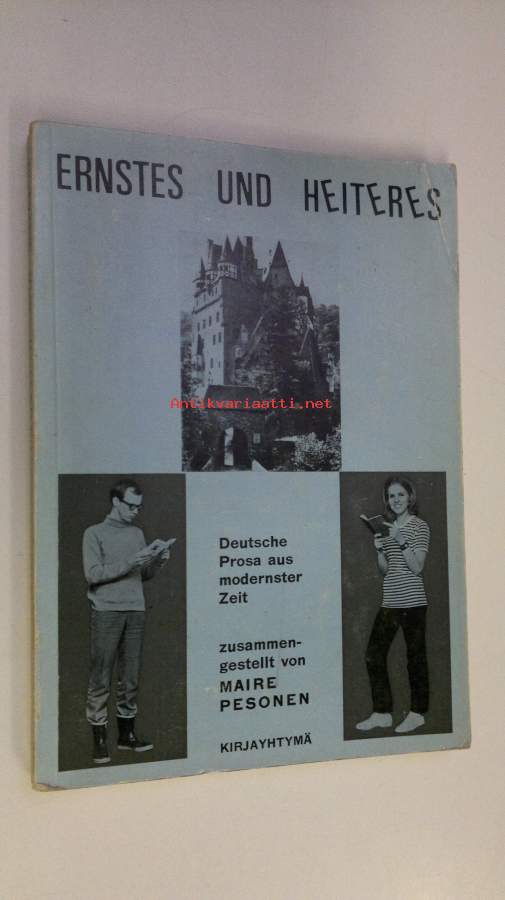 ERNSTES UND HEITERES
Antikvariaatti.net
Deutsche
Prosa aus
modernster
Zeit
zusammen-
gestellt von
MAIRE
PESONEN
KIRJAYHTYMÄ